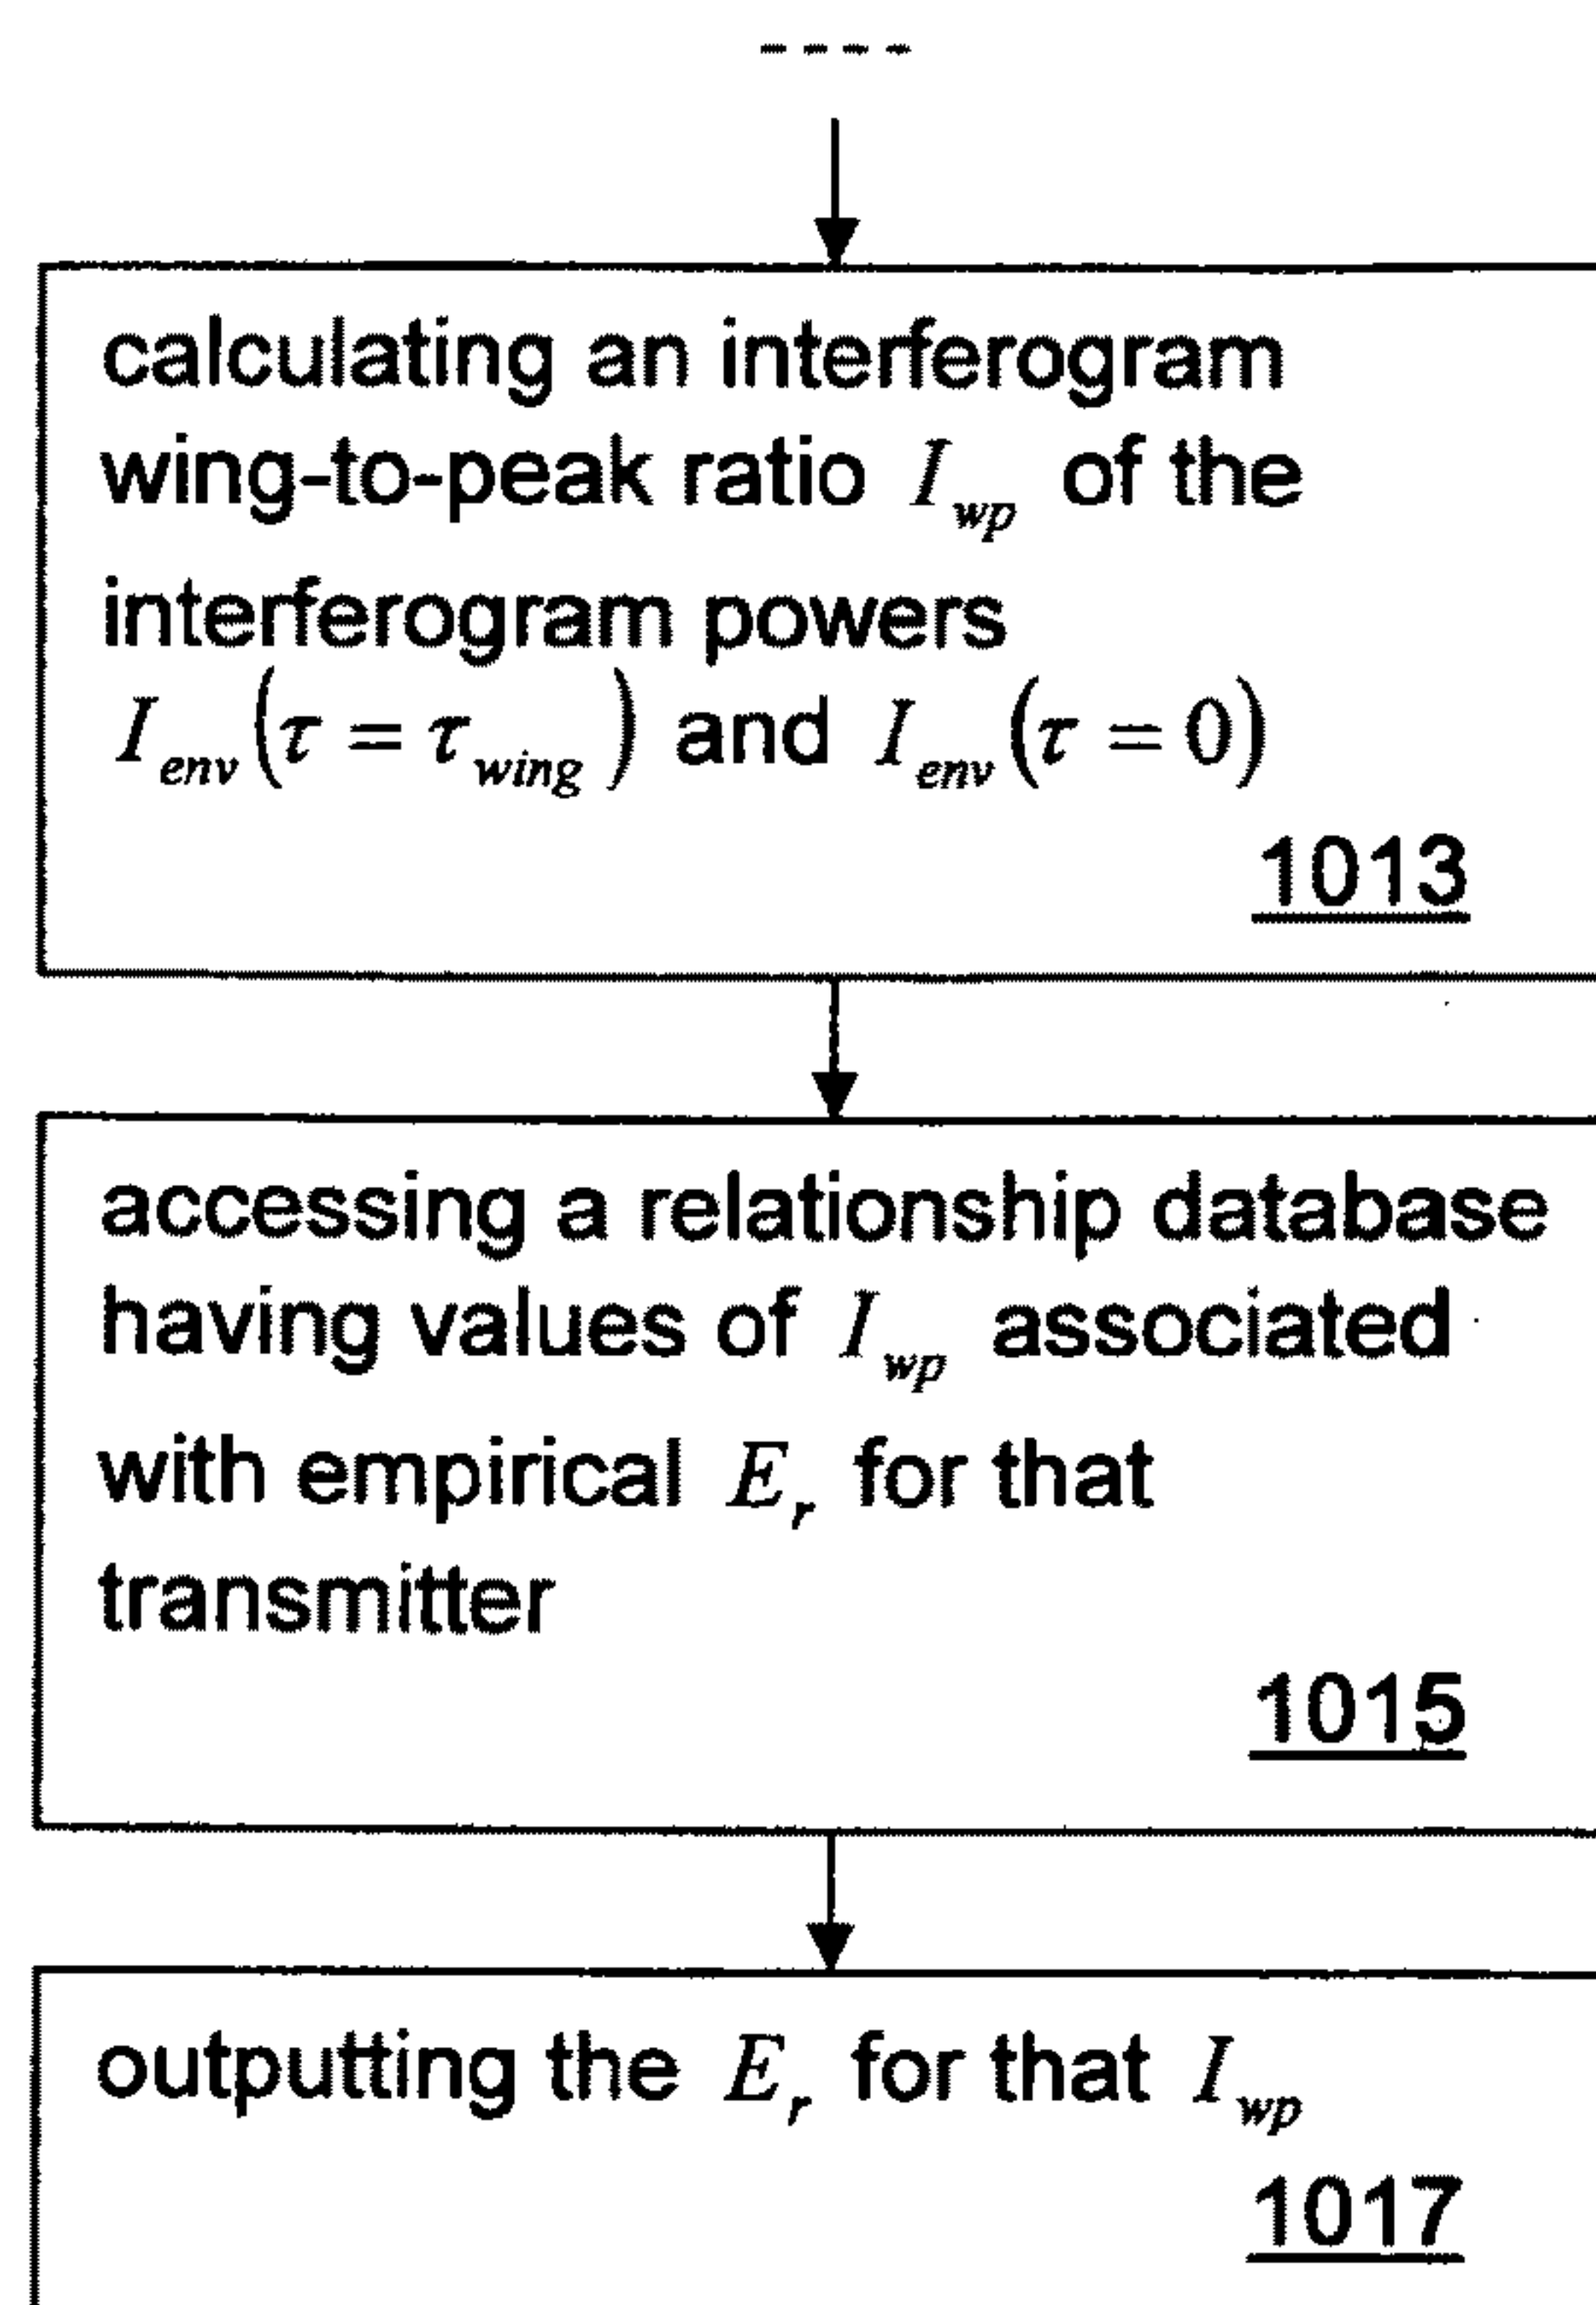 calculating an interferogram
wing-to-peak ratio I_wp of the
interferogram powers
I_env(τ = τ_wing) and I_env(τ = 0)
1013
accessing a relationship database
having values of I_wp associated
with empirical E_r for that
transmitter
1015
outputting the E_r for that I_wp
1017